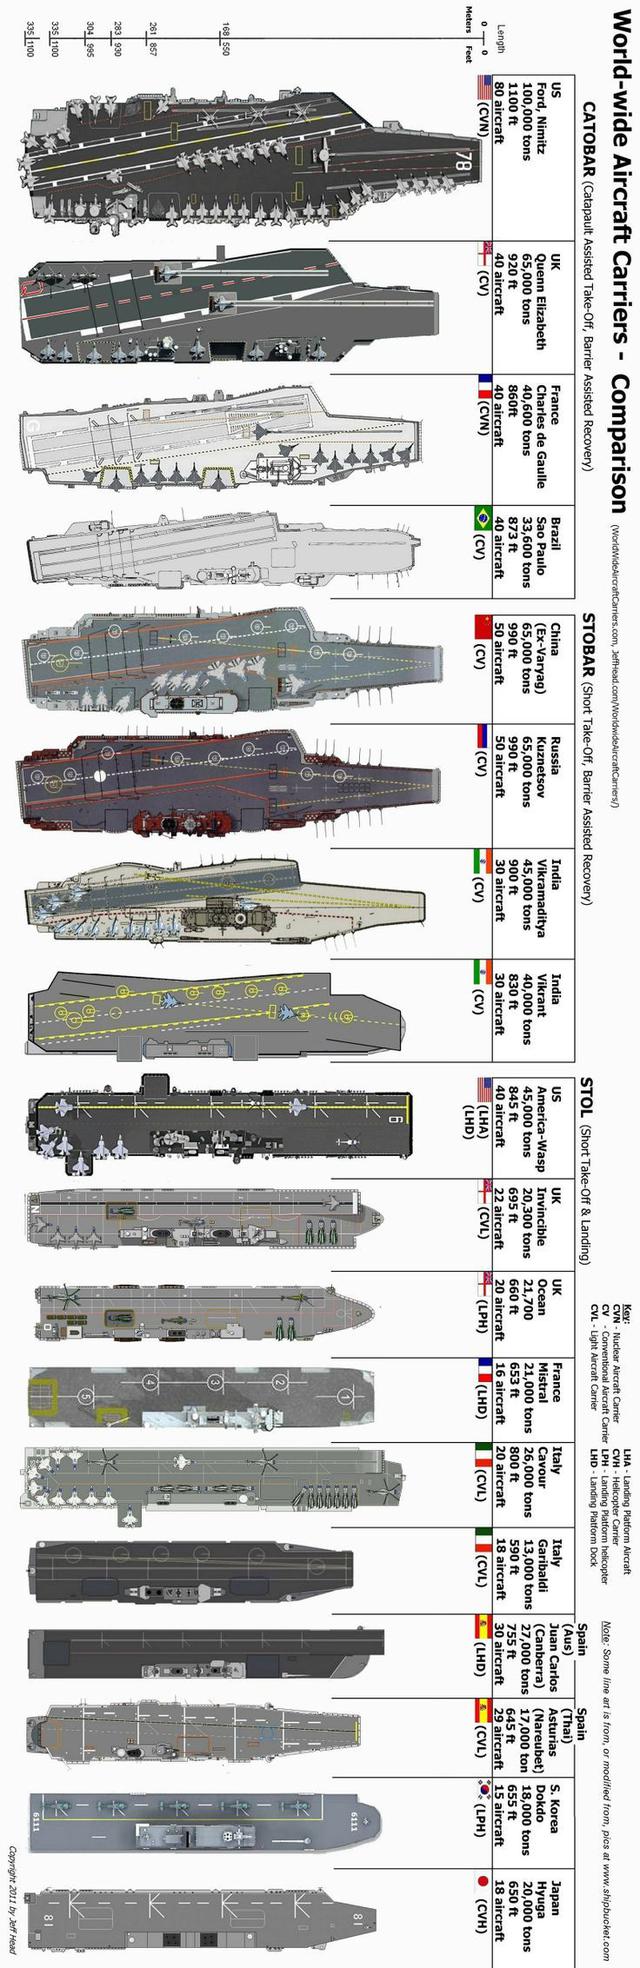 World-wide Aircraft Carriers - Comparison (WorldWideAircraftCarriers.com, JeffHead.com/WorldwideAircraftCarriers/)
CATOBAR (Catapault Assisted Take-Off, Barrier Assisted Recovery)
STOBAR (Short Take-Off, Barrier Assisted Recovery)
STOL (Short Take-Off & Landing)
Key:
CVN - Nuclear Aircraft Carrier
CV - Conventional Aircraft Carrier
CVL - Light Aircraft Carrier
LHA - Landing Platform Aircraft
CVH - Helicopter Carrier
LPH - Landing Platform helicopter
LHD - Landing Platform Dock
Note: Some line art is from, or modified from, pics at www.shipbucket.com
Length
Meters Feet
0 0
168 550
261 857
283 930
304 995
335 1100
335 1100
US
Ford, Nimitz
100,000 tons
1100 ft
80 aircraft
(CVN)
78
UK
Quenn Elizabeth
65,000 tons
920 ft
40 aircraft
(CV)
France
Charles de Gaulle
40,600 tons
860ft
40 aircraft
(CVN)
Brazil
Sao Paulo
33,600 tons
873 ft
40 aircraft
(CV)
China
(Ex-Varyag)
65,000 tons
990 ft
50 aircraft
(CV)
Russia
Kuznetsov
65,000 tons
990 ft
50 aircraft
(CV)
India
Vikramaditya
45,000 tons
900 ft
30 aircraft
(CV)
India
Vikrant
40,000 tons
830 ft
30 aircraft
(CV)
US
America-Wasp
45,000 tons
845 ft
40 aircraft
(LHA)
(LHD)
UK
Invincible
20,300 tons
695 ft
22 aircraft
(CVL)
UK
Ocean
21,700
660 ft
20 aircraft
(LPH)
France
Mistral
21,000 tons
653 ft
16 aircraft
(LHD)
5 4 3 2 1
Italy
Cavour
26,000 tons
800 ft
20 aircraft
(CVL)
Italy
Garibaldi
13,000 tons
590 ft
18 aircraft
(CVL)
Spain
(Aus)
Juan Carlos
(Canberra)
27,000 tons
755 ft
30 aircraft
(LHD)
Spain
(Thai)
Asturias
(Nareubet)
17,000 ton
645 ft
29 aircraft
(CVL)
S. Korea
Dokdo
18,000 tons
655 ft
15 aircraft
(LPH)
6111
6111
Japan
Hyuga
20,000 tons
650 ft
18 aircraft
(CVH)
81
81
Copyright 2011 by Jeff Head